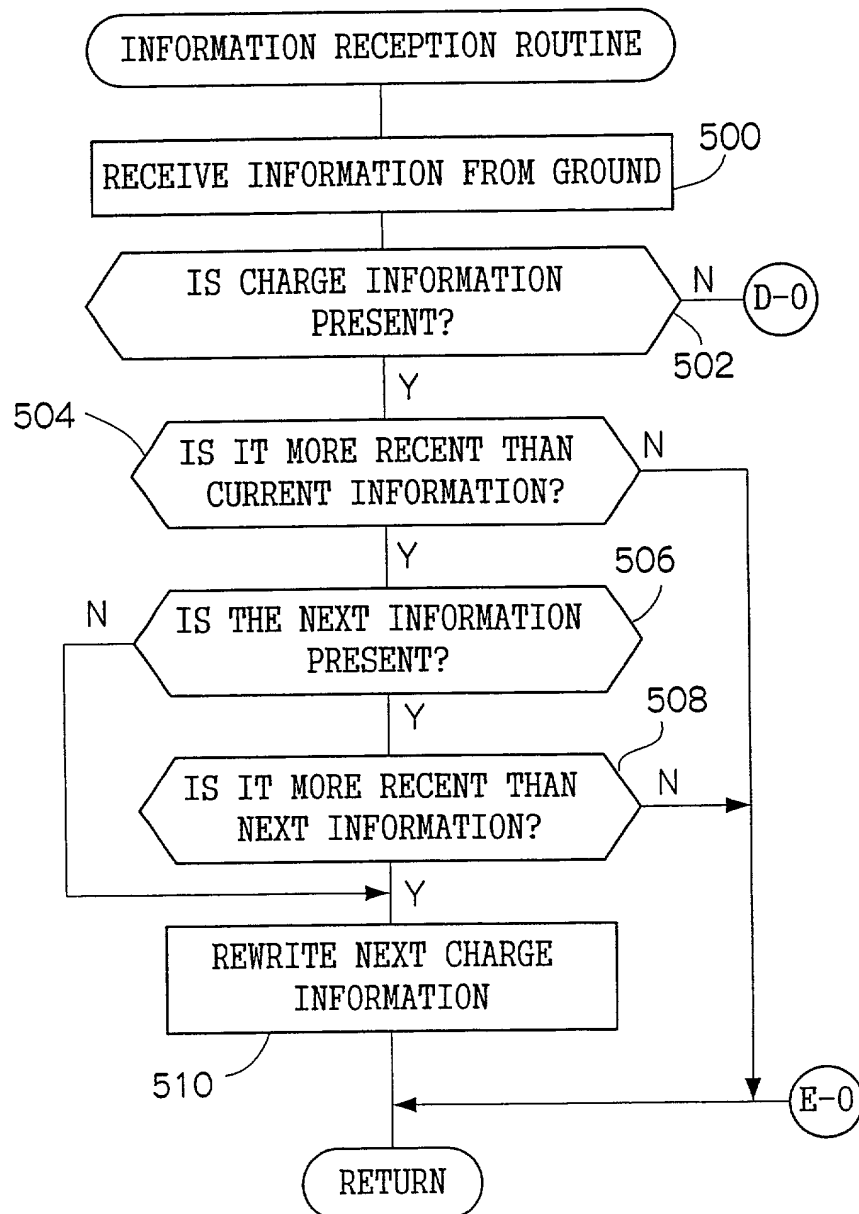 INFORMATION RECEPTION ROUTINE
500
RECEIVE INFORMATION FROM GROUND
IS CHARGE INFORMATION
PRESENT?
N
D-0
502
Y
504
IS IT MORE RECENT THAN
CURRENT INFORMATION?
N
Y
506
N
IS THE NEXT INFORMATION
PRESENT?
Y
508
IS IT MORE RECENT THAN
NEXT INFORMATION?
N
Y
REWRITE NEXT CHARGE
INFORMATION
510
E-0
RETURN